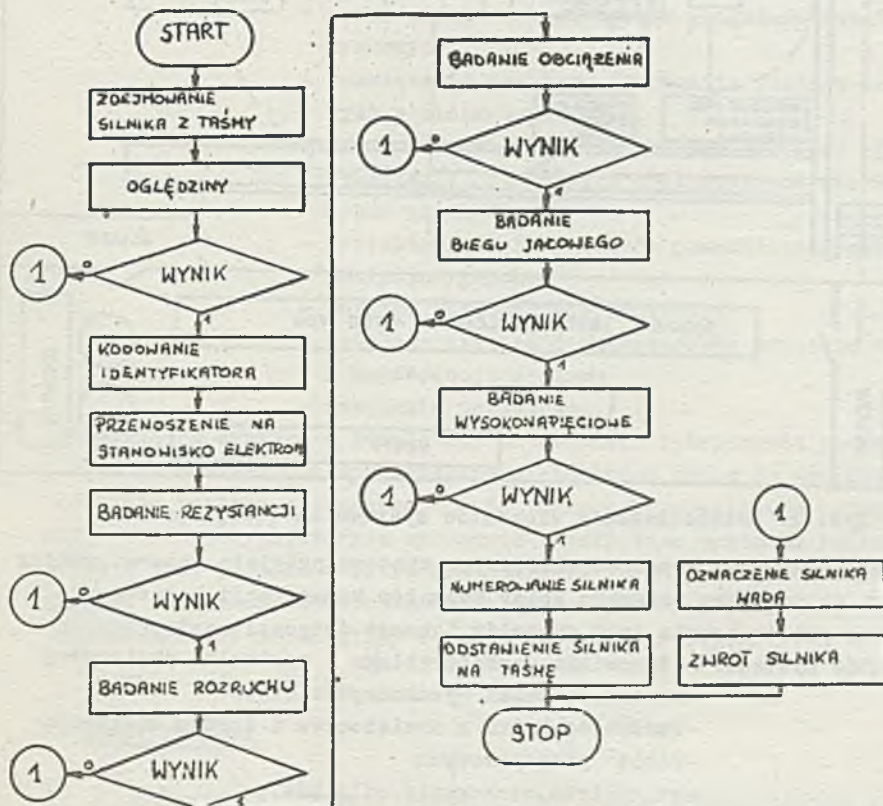 START
ZDEJMOWANIE
SILNIKA Z TAŚMY
OGLĘDZINY
WYNIK
0
1
1
KODOWANIE
IDENTYFIKATORA
PRZENOSZENIE NA
STANOWISKO ELEKTROM
BADANIE REZYSTANCJI
WYNIK
0
1
1
BADANIE ROZRUCHU
WYNIK
0
1
1
BADANIE OBCIĄŻENIA
WYNIK
0
1
1
BADANIE
BIEGU JAŁOWEGO
WYNIK
0
1
1
BADANIE
WYSOKONAPIĘCIOWE
WYNIK
0
1
1
NUMEROWANIE SILNIKA
ODSTAWIENIE SILNIKA
NA TAŚMĘ
STOP
1
OZNACZENIE SILNIKA
WADA
ZWROT SILNIKA